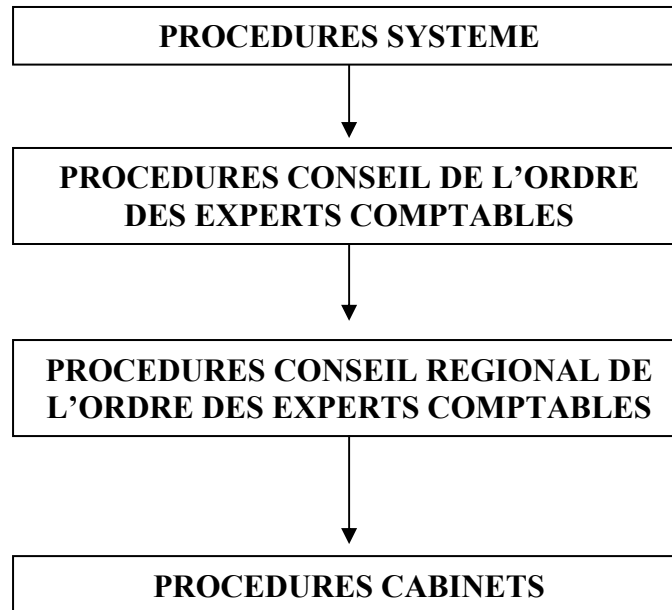 PROCEDURES SYSTEME
PROCEDURES CONSEIL DE L’ORDRE
DES EXPERTS COMPTABLES
PROCEDURES CONSEIL REGIONAL DE
L’ORDRE DES EXPERTS COMPTABLES
PROCEDURES CABINETS